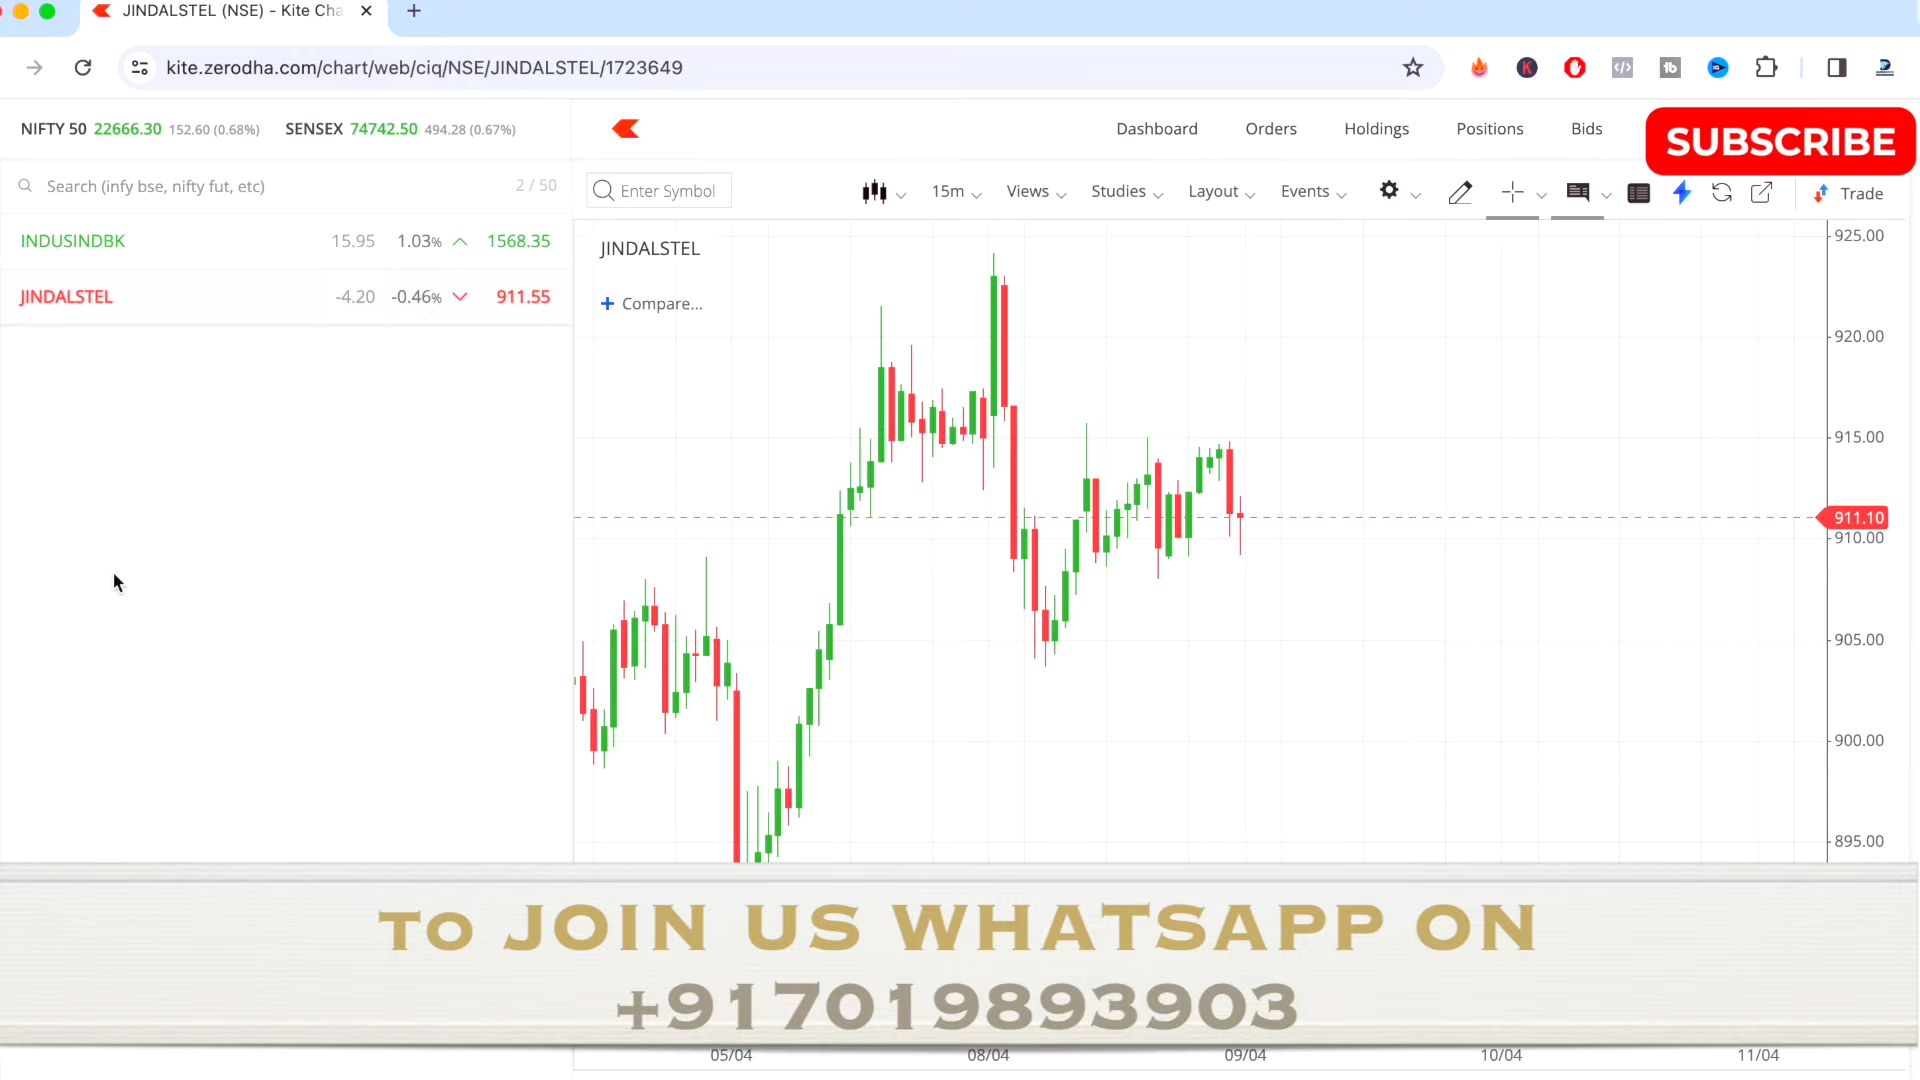 JINDALSTEL (NSE) - Kite Cha
kite.zerodha.com/chart/web/ciq/NSE/JINDALSTEL/1723649
NIFTY 50 22666.30 152.60 (0.68%) SENSEX 74742.50 494.28 (0.67%)
Dashboard Orders Holdings Positions Bids
SUBSCRIBE
Search (infy bse, nifty fut, etc) 2 / 50
Enter Symbol 15m Views Studies Layout Events Trade
INDUSINDBK 15.95 1.03% 1568.35
JINDALSTEL -4.20 -0.46% 911.55
JINDALSTEL
+ Compare...
925.00
920.00
915.00
911.10
910.00
905.00
900.00
895.00
To JOIN US WHATSAPP ON
+917019893903
05/04 08/04 09/04 10/04 11/04